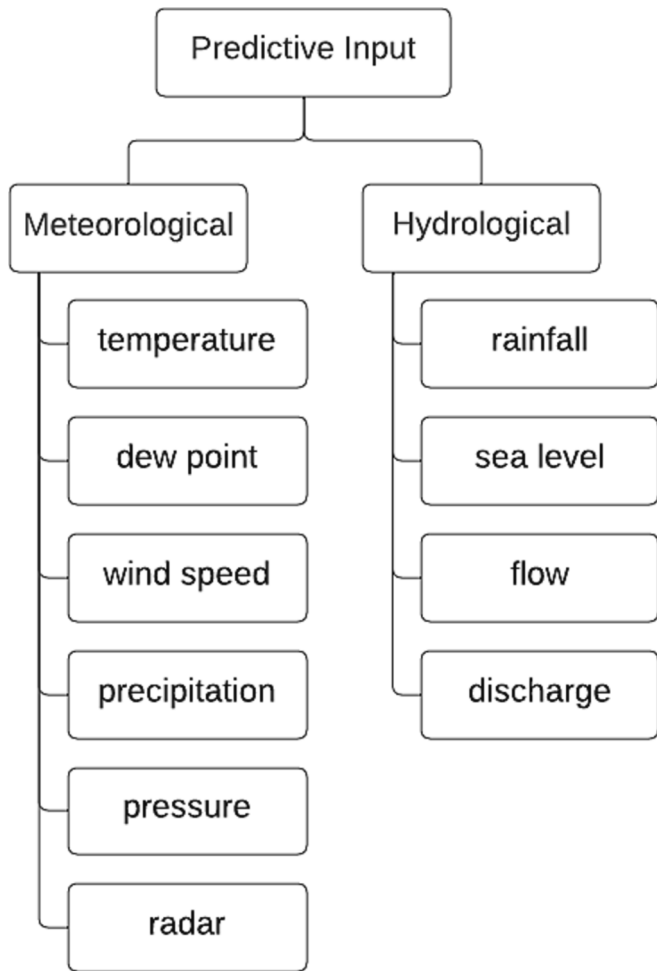 Predictive Input
Meteorological
Hydrological
temperature
dew point
wind speed
precipitation
pressure
radar
rainfall
sea level
flow
discharge